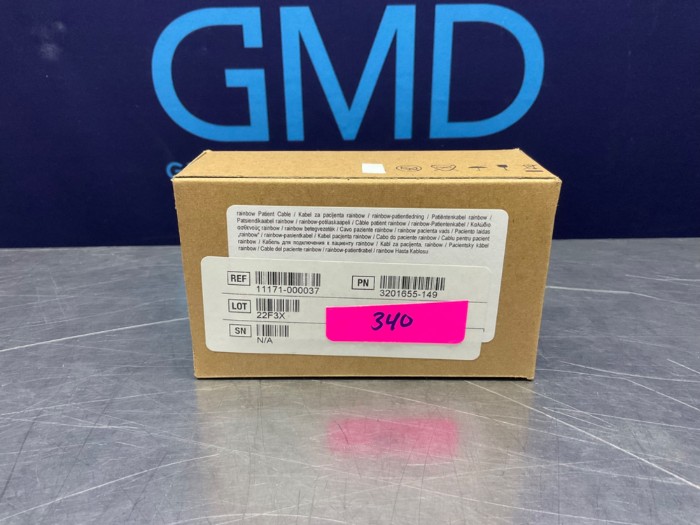 GMD
G
rainbow Patient Cable / Kabel za pacijenta rainbow / rainbow-patientledning / Patiëntenkabel rainbow /
Patsiendikaabel rainbow / rainbow-potilaskaapeli / Câble patient rainbow / rainbow-Patientenkabel / Καλώδιο
ασθενούς rainbow / rainbow betegvezeték / Cavo paziente rainbow / rainbow pacienta vads / Paciento laidas
„rainbow“ / rainbow-pasientkabel / Kabel pacjenta rainbow / Cabo do paciente rainbow / Cablu pentru pacient
rainbow / Кабель для подключения к пациенту rainbow / Kábl za pacijenta, rainbow / Pacientsky kábel
rainbow / Cable del paciente rainbow / rainbow-patientkabel / rainbow Hasta Kablosu
REF
11171-000037
PN
3201655-149
LOT
22F3X
340
SN
N/A